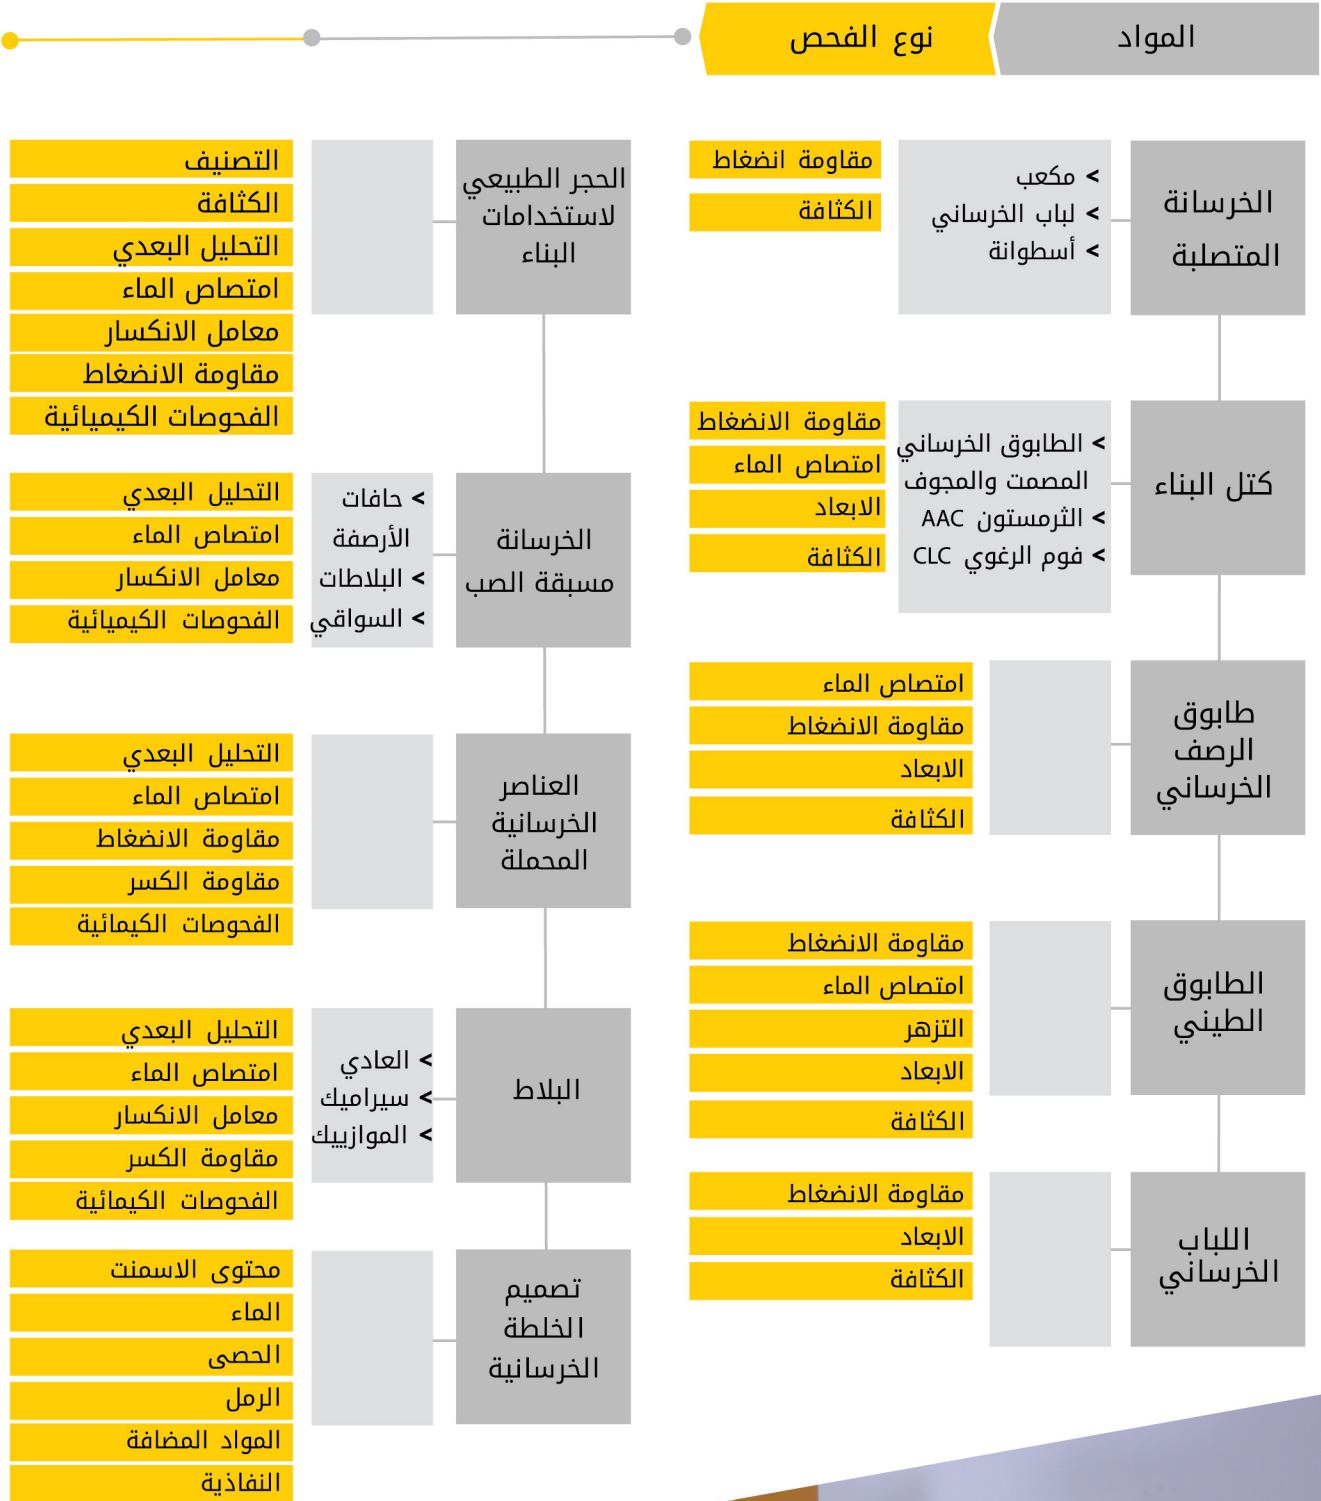 المواد
نوع الفحص
الخرسانة
المتصلبة
> مكعب
> لباب الخرساني
> أسطوانة
مقاومة انضغاط
الكثافة
كتل البناء
> الطابوق الخرساني
المصمت والمجوف
> الثرمستون AAC
> فوم الرغوي CLC
مقاومة الانضغاط
امتصاص الماء
الابعاد
الكثافة
طابوق
الرصف
الخرساني
امتصاص الماء
مقاومة الانضغاط
الابعاد
الكثافة
الطابوق
الطيني
مقاومة الانضغاط
امتصاص الماء
التزهر
الابعاد
الكثافة
اللباب
الخرساني
مقاومة الانضغاط
الابعاد
الكثافة
الحجر الطبيعي
لاستخدامات
البناء
التصنيف
الكثافة
التحليل البعدي
امتصاص الماء
معامل الانكسار
مقاومة الانضغاط
الفحوصات الكيميائية
الخرسانة
مسبقة الصب
> حافات
الأرصفة
> البلاطات
> السواقي
التحليل البعدي
امتصاص الماء
معامل الانكسار
الفحوصات الكيميائية
العناصر
الخرسانية
المحملة
التحليل البعدي
امتصاص الماء
مقاومة الانضغاط
مقاومة الكسر
الفحوصات الكيمائية
البلاط
> العادي
> سيراميك
> الموازييك
التحليل البعدي
امتصاص الماء
معامل الانكسار
مقاومة الكسر
الفحوصات الكيمائية
تصميم
الخلطة
الخرسانية
محتوى الاسمنت
الماء
الحصى
الرمل
المواد المضافة
النفاذية